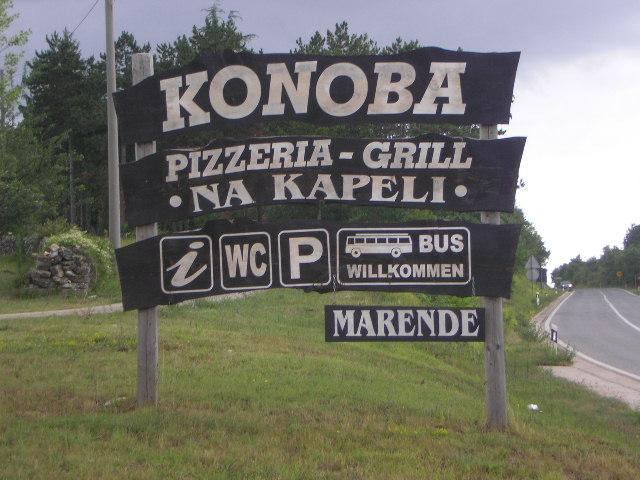 KONOBA
PIZZERIA - GRILL
• NA KAPELI •
i WC P BUS
WILLKOMMEN
MARENDE